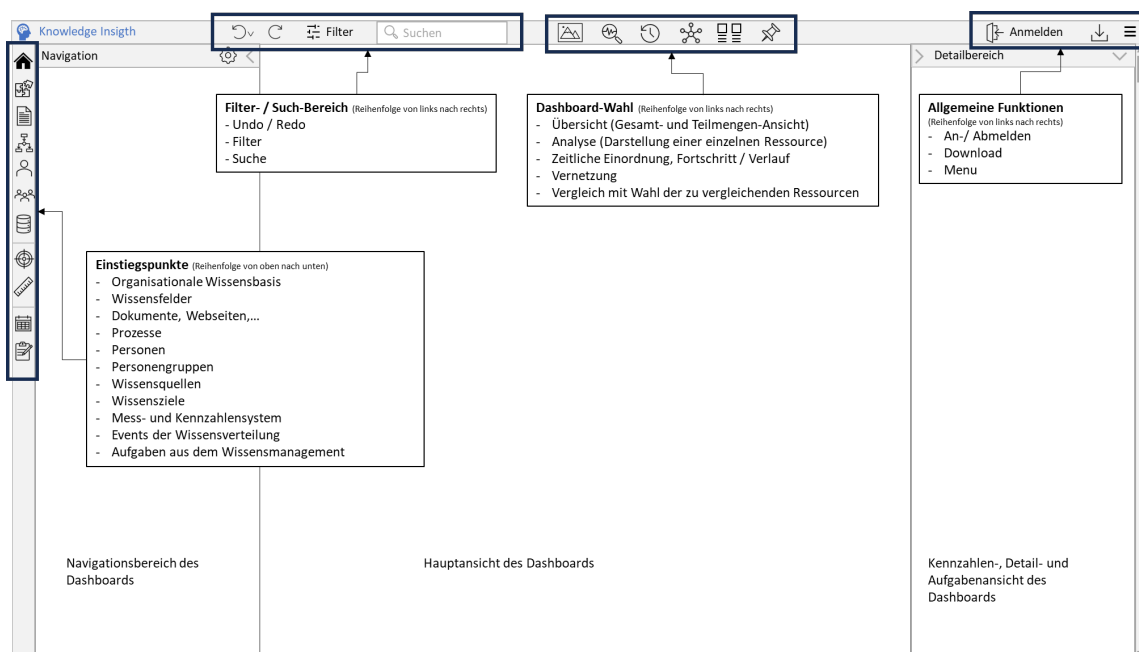 Knowledge Insigth
Filter
Suchen
Anmelden
Navigation
Detailbereich
Filter- / Such-Bereich (Reihenfolge von links nach rechts)
- Undo / Redo
- Filter
- Suche
Dashboard-Wahl (Reihenfolge von links nach rechts)
- Übersicht (Gesamt- und Teilmengen-Ansicht)
- Analyse (Darstellung einer einzelnen Ressource)
- Zeitliche Einordnung, Fortschritt / Verlauf
- Vernetzung
- Vergleich mit Wahl der zu vergleichenden Ressourcen
Allgemeine Funktionen
(Reihenfolge von links nach rechts)
- An-/ Abmelden
- Download
- Menu
Einstiegspunkte (Reihenfolge von oben nach unten)
- Organisationale Wissensbasis
- Wissensfelder
- Dokumente, Webseiten,...
- Prozesse
- Personen
- Personengruppen
- Wissensquellen
- Wissensziele
- Mess- und Kennzahlensystem
- Events der Wissensverteilung
- Aufgaben aus dem Wissensmanagement
Navigationsbereich des
Dashboards
Hauptansicht des Dashboards
Kennzahlen-, Detail- und
Aufgabenansicht des
Dashboards